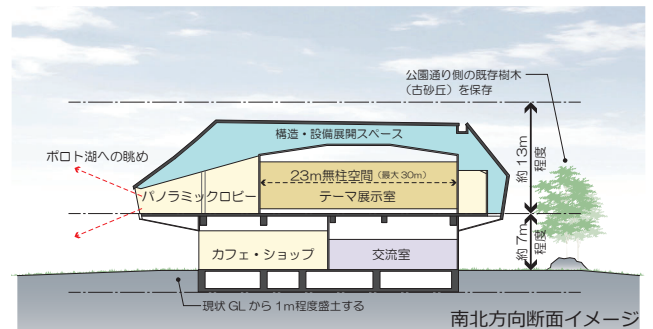 公園通り側の既存樹木
（古砂丘）を保存
構造・設備展開スペース
ポロト湖への眺め
約13m
程度
23m無柱空間（最大30m）
パノラミックロビー
テーマ展示室
約7m
程度
カフェ・ショップ
交流室
現状GLから1m程度盛土する
南北方向断面イメージ